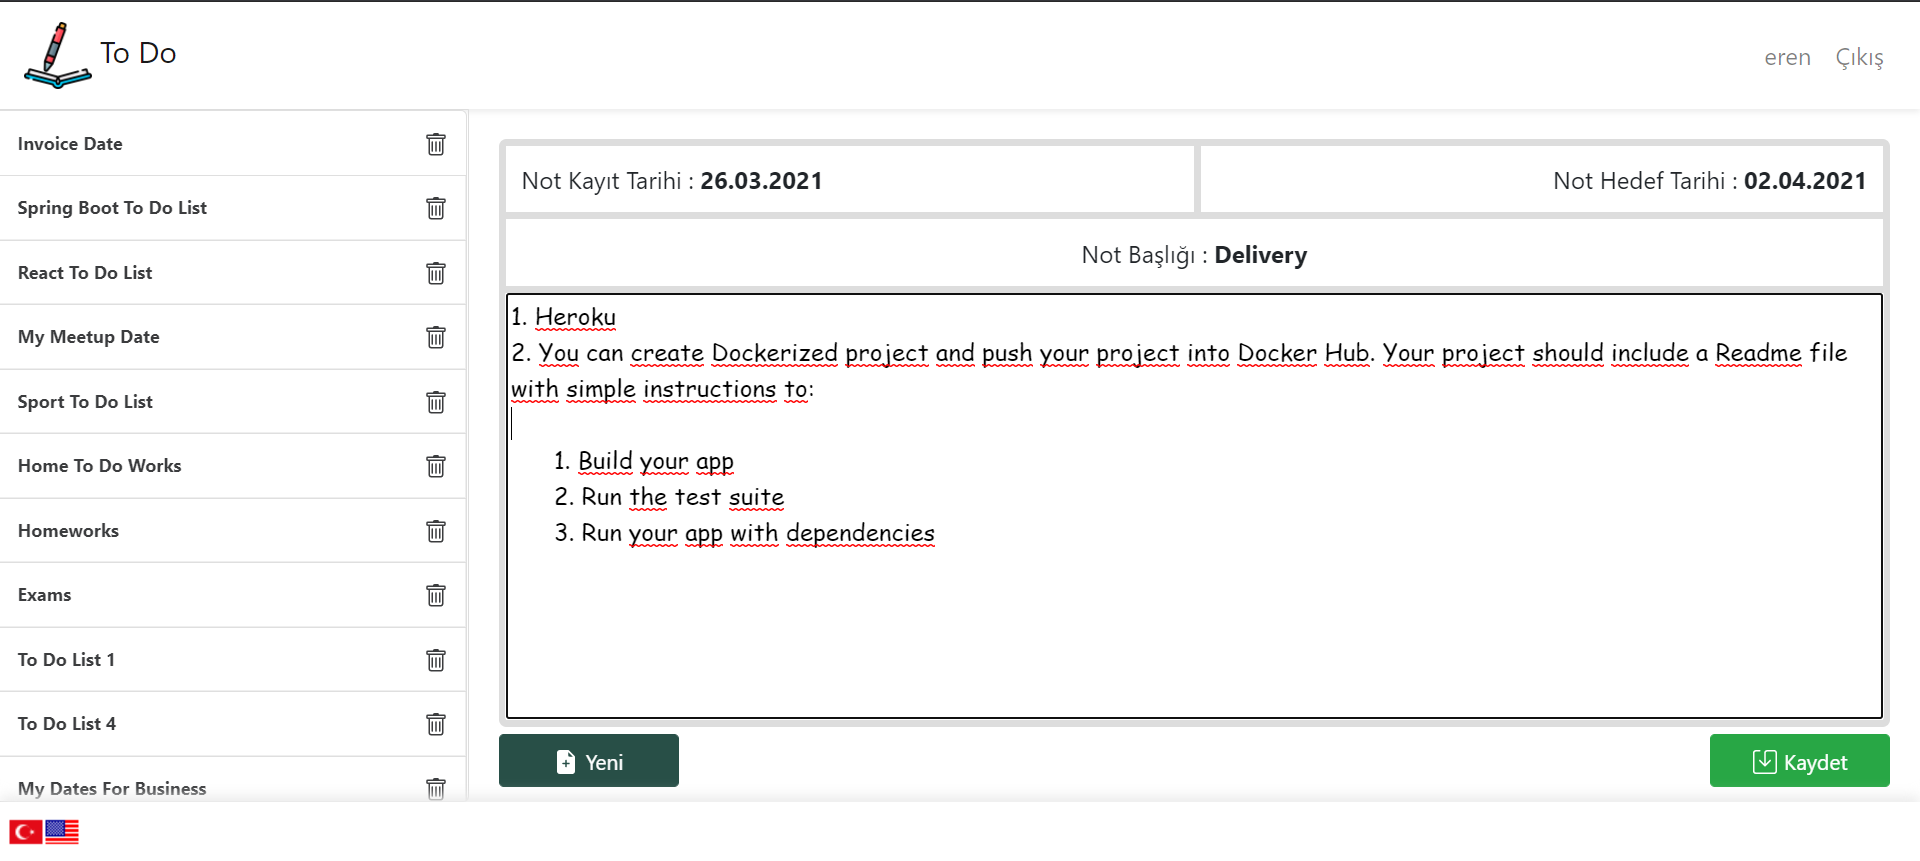 To Do
eren Çıkış
Invoice Date
Spring Boot To Do List
React To Do List
My Meetup Date
Sport To Do List
Home To Do Works
Homeworks
Exams
To Do List 1
To Do List 4
My Dates For Business
Not Kayıt Tarihi : 26.03.2021
Not Hedef Tarihi : 02.04.2021
Not Başlığı : Delivery
1. Heroku
2. You can create Dockerized project and push your project into Docker Hub. Your project should include a Readme file
with simple instructions to:
1. Build your app
2. Run the test suite
3. Run your app with dependencies
Yeni
Kaydet